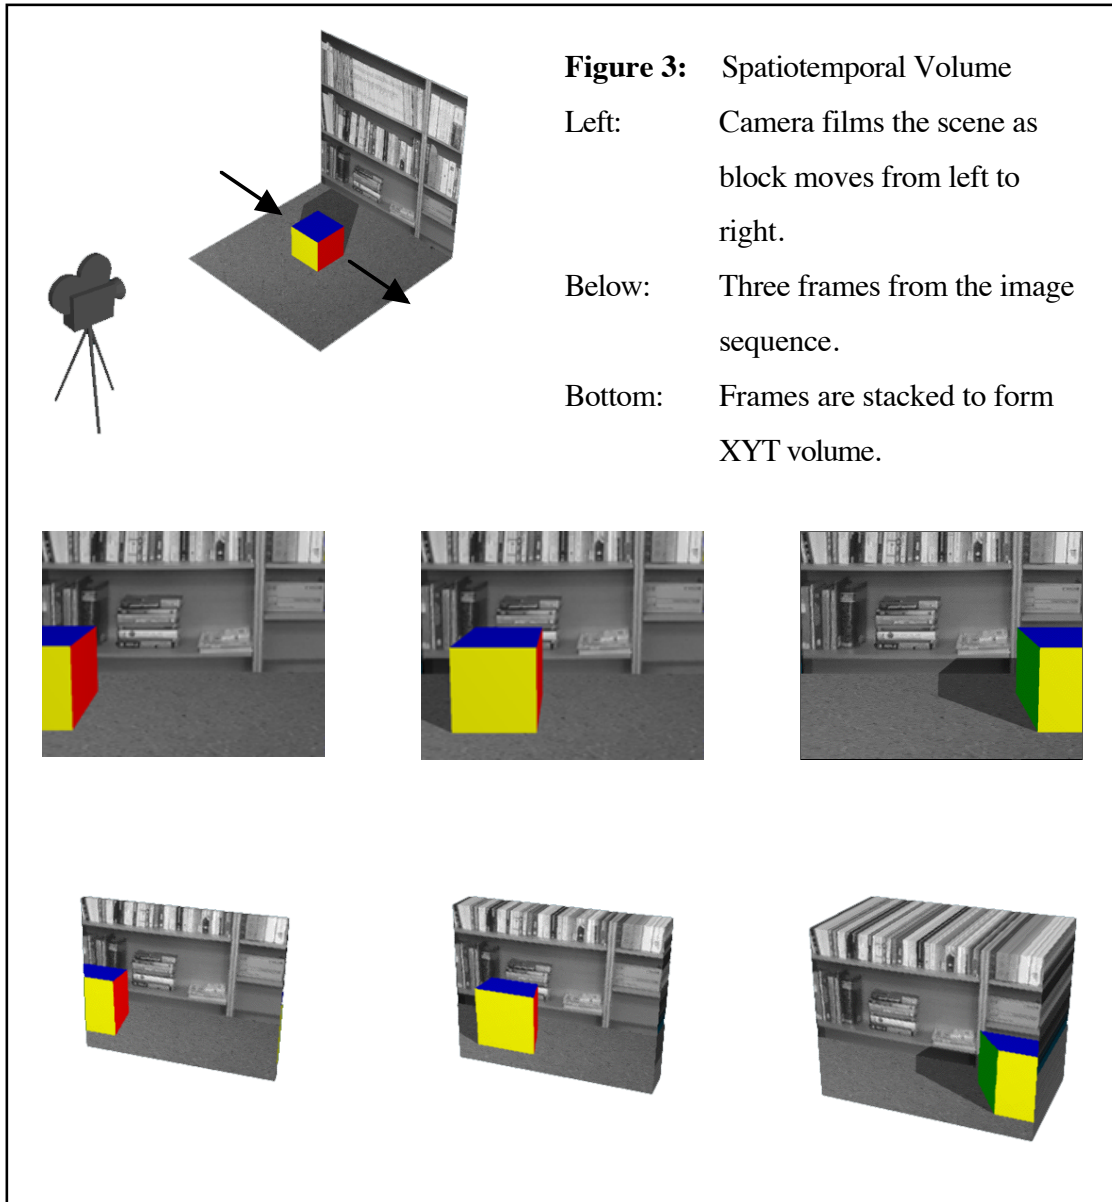 Figure 3: Spatiotemporal Volume
Left: Camera films the scene as
block moves from left to
right.
Below: Three frames from the image
sequence.
Bottom: Frames are stacked to form
XYT volume.